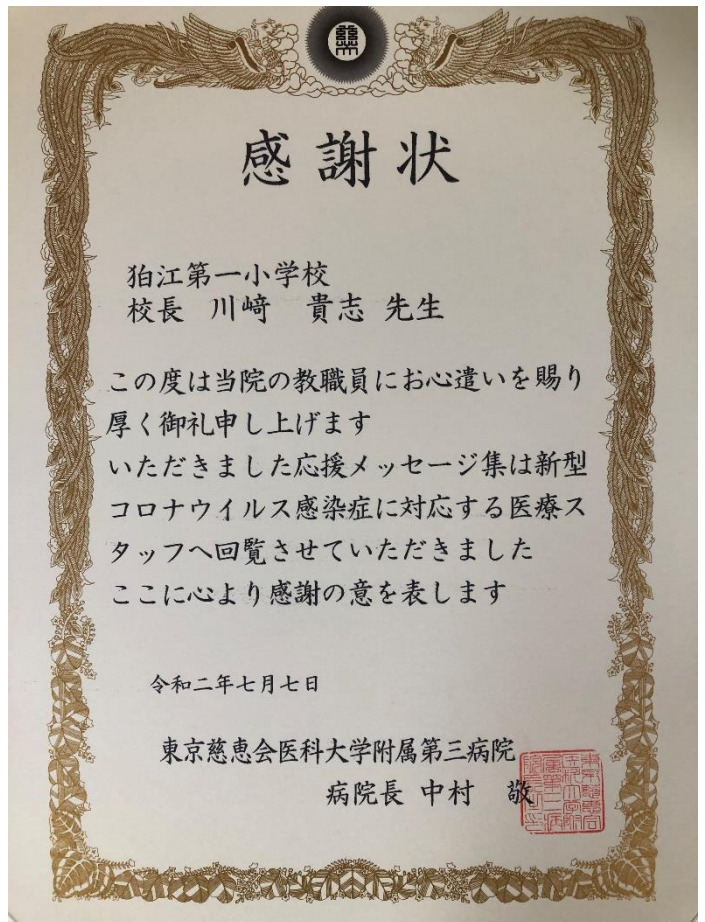 感謝状
狛江第一小学校
校長 川﨑 貴志 先生
この度は当院の教職員にお心遣いを賜り
厚く御礼申し上げます
いただきました応援メッセージ集は新型
コロナウイルス感染症に対応する医療ス
タッフへ回覧させていただきました
ここに心より感謝の意を表します
令和二年七月七日
東京慈恵会医科大学附属第三病院
病院長 中村 敬